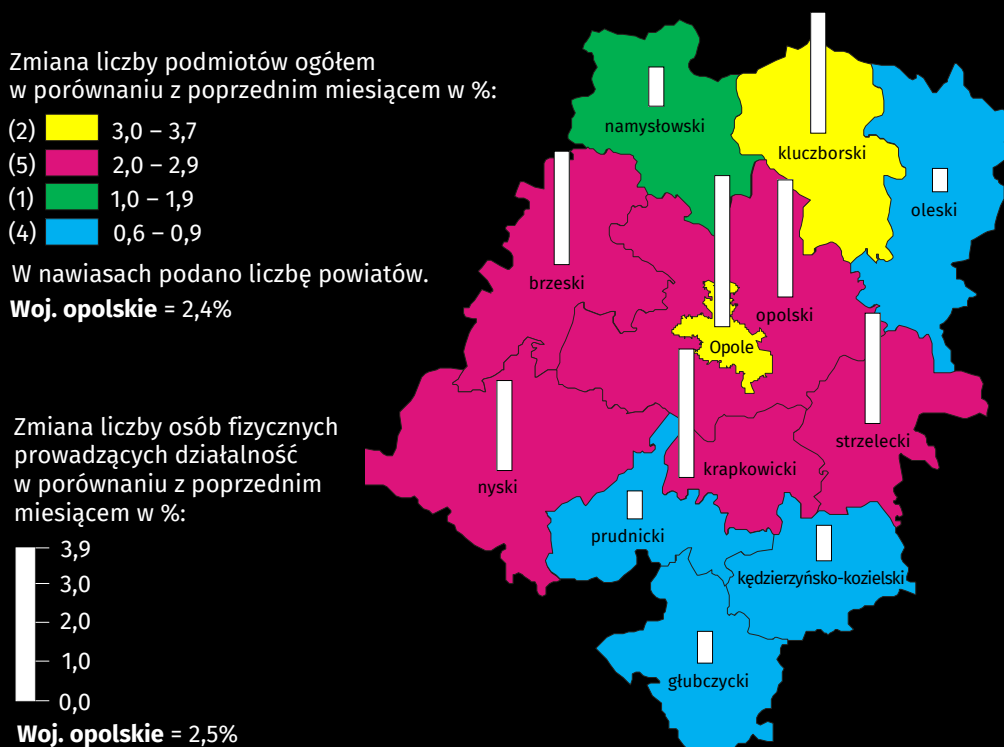 Zmiana liczby podmiotów ogółem
w porównaniu z poprzednim miesiącem w %:
(2) 3,0 – 3,7
(5) 2,0 – 2,9
(1) 1,0 – 1,9
(4) 0,6 – 0,9
W nawiasach podano liczbę powiatów.
Woj. opolskie = 2,4%
Zmiana liczby osób fizycznych
prowadzących działalność
w porównaniu z poprzednim
miesiącem w %:
3,9
3,0
2,0
1,0
0,0
Woj. opolskie = 2,5%
namysłowski
kluczborski
oleski
brzeski
opolski
Opole
strzelecki
krapkowicki
nyski
prudnicki
kędzierzyńsko-kozielski
głubczycki